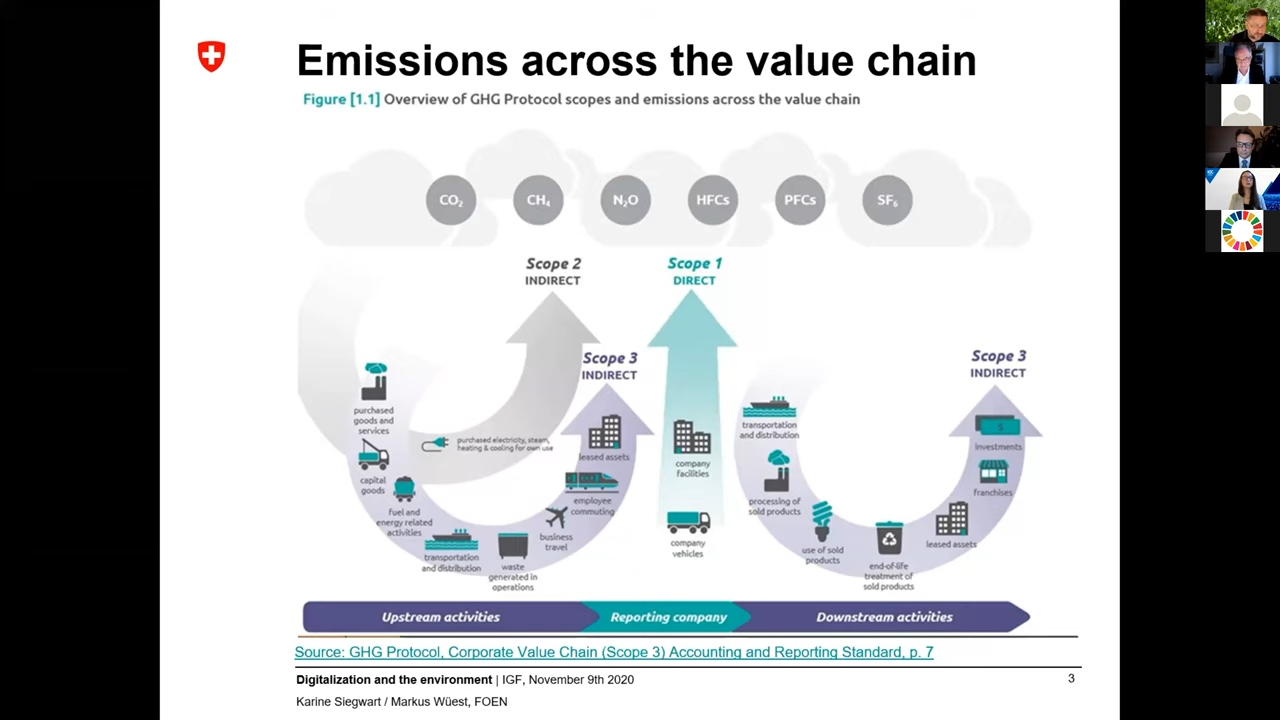 Emissions across the value chain
Figure [1.1] Overview of GHG Protocol scopes and emissions across the value chain
CO₂
CH₄
N₂O
HFCs
PFCs
SF₆
Scope 2
INDIRECT
Scope 1
DIRECT
Scope 3
INDIRECT
Scope 3
INDIRECT
purchased
goods and
services
capital
goods
fuel and
energy related
activities
transportation
and distribution
waste
generated in
operations
business
travel
employee
commuting
leased assets
purchased electricity, steam,
heating & cooling for own use
company
facilities
company
vehicles
transportation
and distribution
processing of
sold products
use of sold
products
end-of-life
treatment of
sold products
leased assets
franchises
investments
$
Upstream activities
Reporting company
Downstream activities
Source: GHG Protocol, Corporate Value Chain (Scope 3) Accounting and Reporting Standard, p. 7
Digitalization and the environment | IGF, November 9th 2020
3
Karine Siegwart / Markus Wüest, FOEN